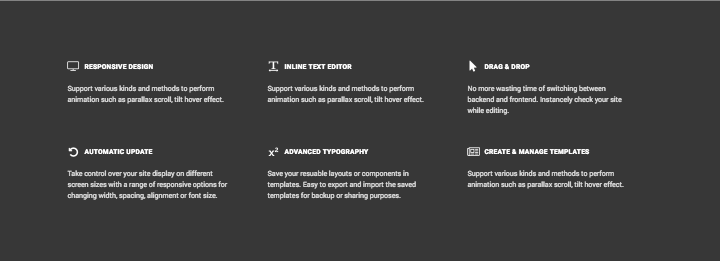 RESPONSIVE DESIGN
Support various kinds and methods to perform
animation such as parallax scroll, tilt hover effect.
INLINE TEXT EDITOR
Support various kinds and methods to perform
animation such as parallax scroll, tilt hover effect.
DRAG & DROP
No more wasting time of switching between
backend and frontend. Instancely check your site
while editing.
AUTOMATIC UPDATE
Take control over your site display on different
screen sizes with a range of responsive options for
changing width, spacing, alignment or font size.
ADVANCED TYPOGRAPHY
Save your resuable layouts or components in
templates. Easy to export and import the saved
templates for backup or sharing purposes.
CREATE & MANAGE TEMPLATES
Support various kinds and methods to perform
animation such as parallax scroll, tilt hover effect.